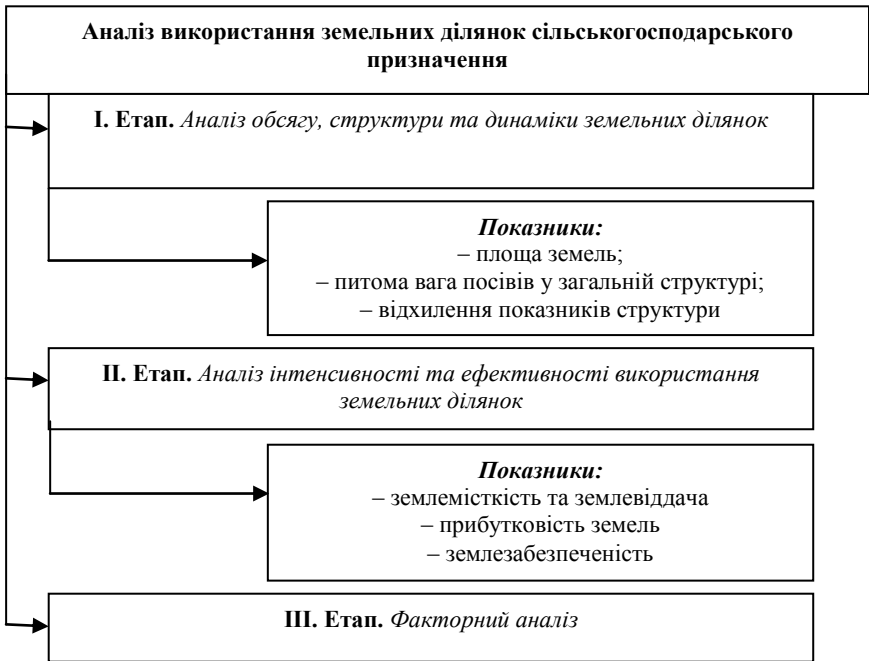 Аналіз використання земельних ділянок сільськогосподарського
призначення
I. Етап. Аналіз обсягу, структури та динаміки земельних ділянок
Показники:
– площа земель;
– питома вага посівів у загальній структурі;
– відхилення показників структури
II. Етап. Аналіз інтенсивності та ефективності використання
земельних ділянок
Показники:
– землемісткість та землевіддача
– прибутковість земель
– землезабезпеченість
III. Етап. Факторний аналіз